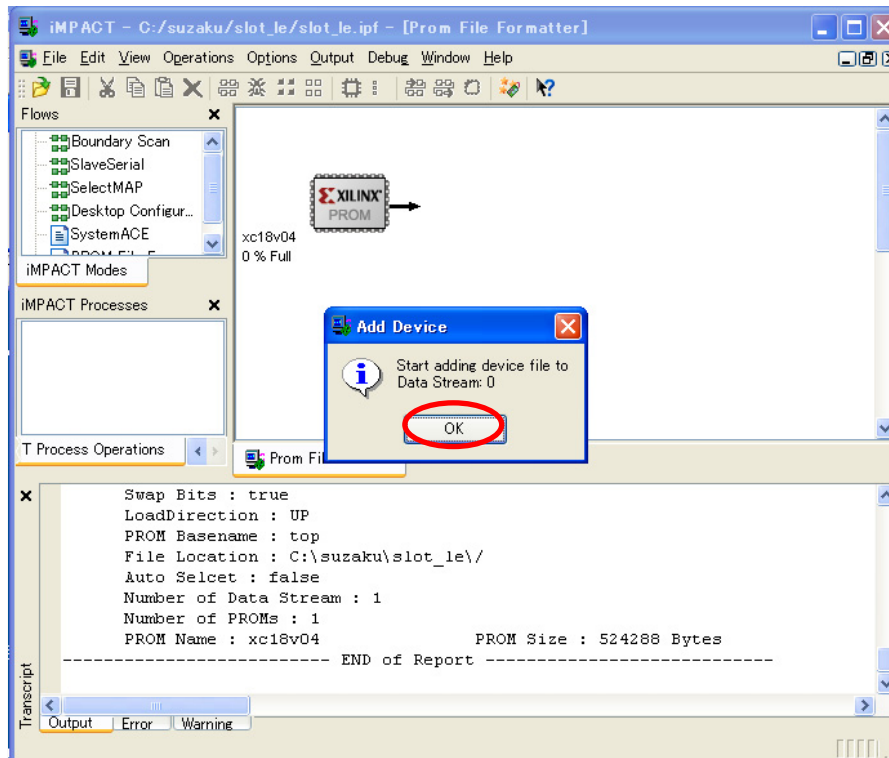 iMPACT - C:/suzaku/slot_le/slot_le.ipf - [Prom File Formatter]
File Edit View Operations Options Output Debug Window Help
Flows
Boundary Scan
SlaveSerial
SelectMAP
Desktop Configur...
SystemACE
iMPACT Modes
XILINX
PROM
xc18v04
0 % Full
iMPACT Processes
Add Device
Start adding device file to
Data Stream: 0
OK
T Process Operations
Prom Fi
Swap Bits : true
LoadDirection : UP
PROM Basename : top
File Location : C:\suzaku\slot_le\/
Auto Selcet : false
Number of Data Stream : 1
Number of PROMs : 1
PROM Name : xc18v04 PROM Size : 524288 Bytes
--------------------------- END of Report ----------------------------
Transcript
Output Error Warning